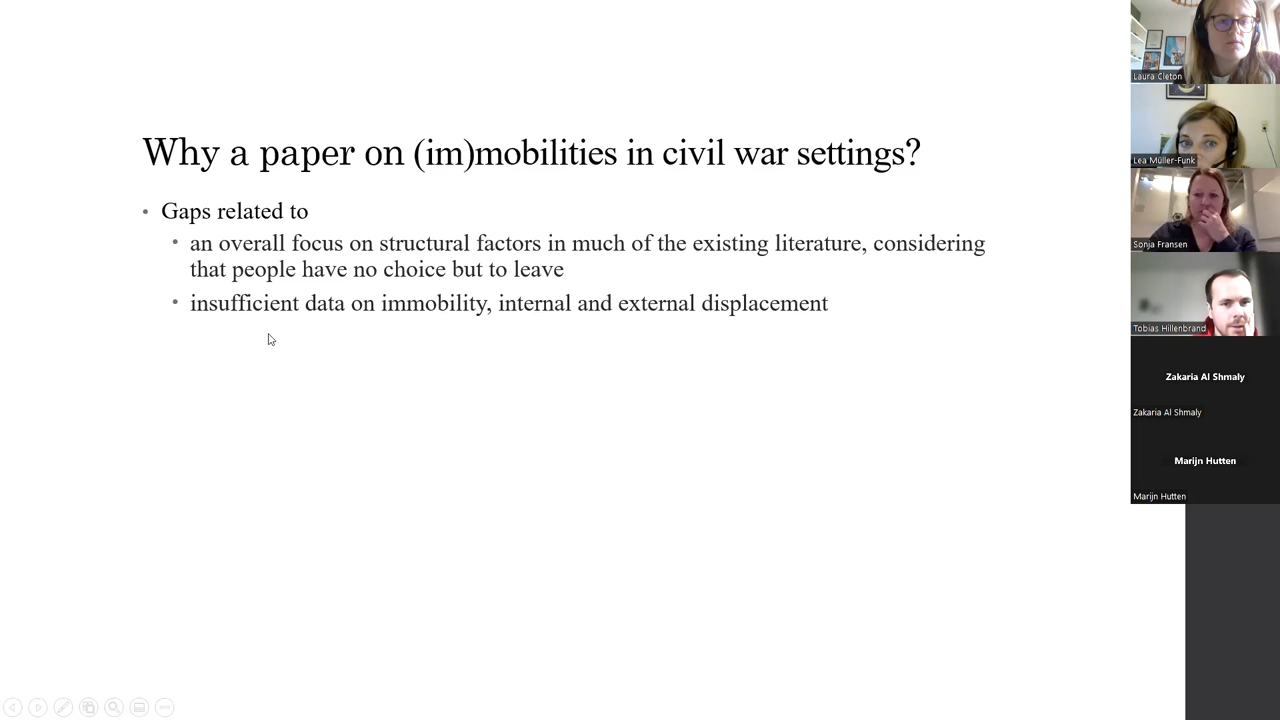 Why a paper on (im)mobilities in civil war settings?
• Gaps related to
• an overall focus on structural factors in much of the existing literature, considering
that people have no choice but to leave
• insufficient data on immobility, internal and external displacement
Laura Cleton
Lea Müller-Funk
Sonja Fransen
Tobias Hillenbrand
Zakaria Al Shmaly
Zakaria Al Shmaly
Marijn Hutten
Marijn Hutten